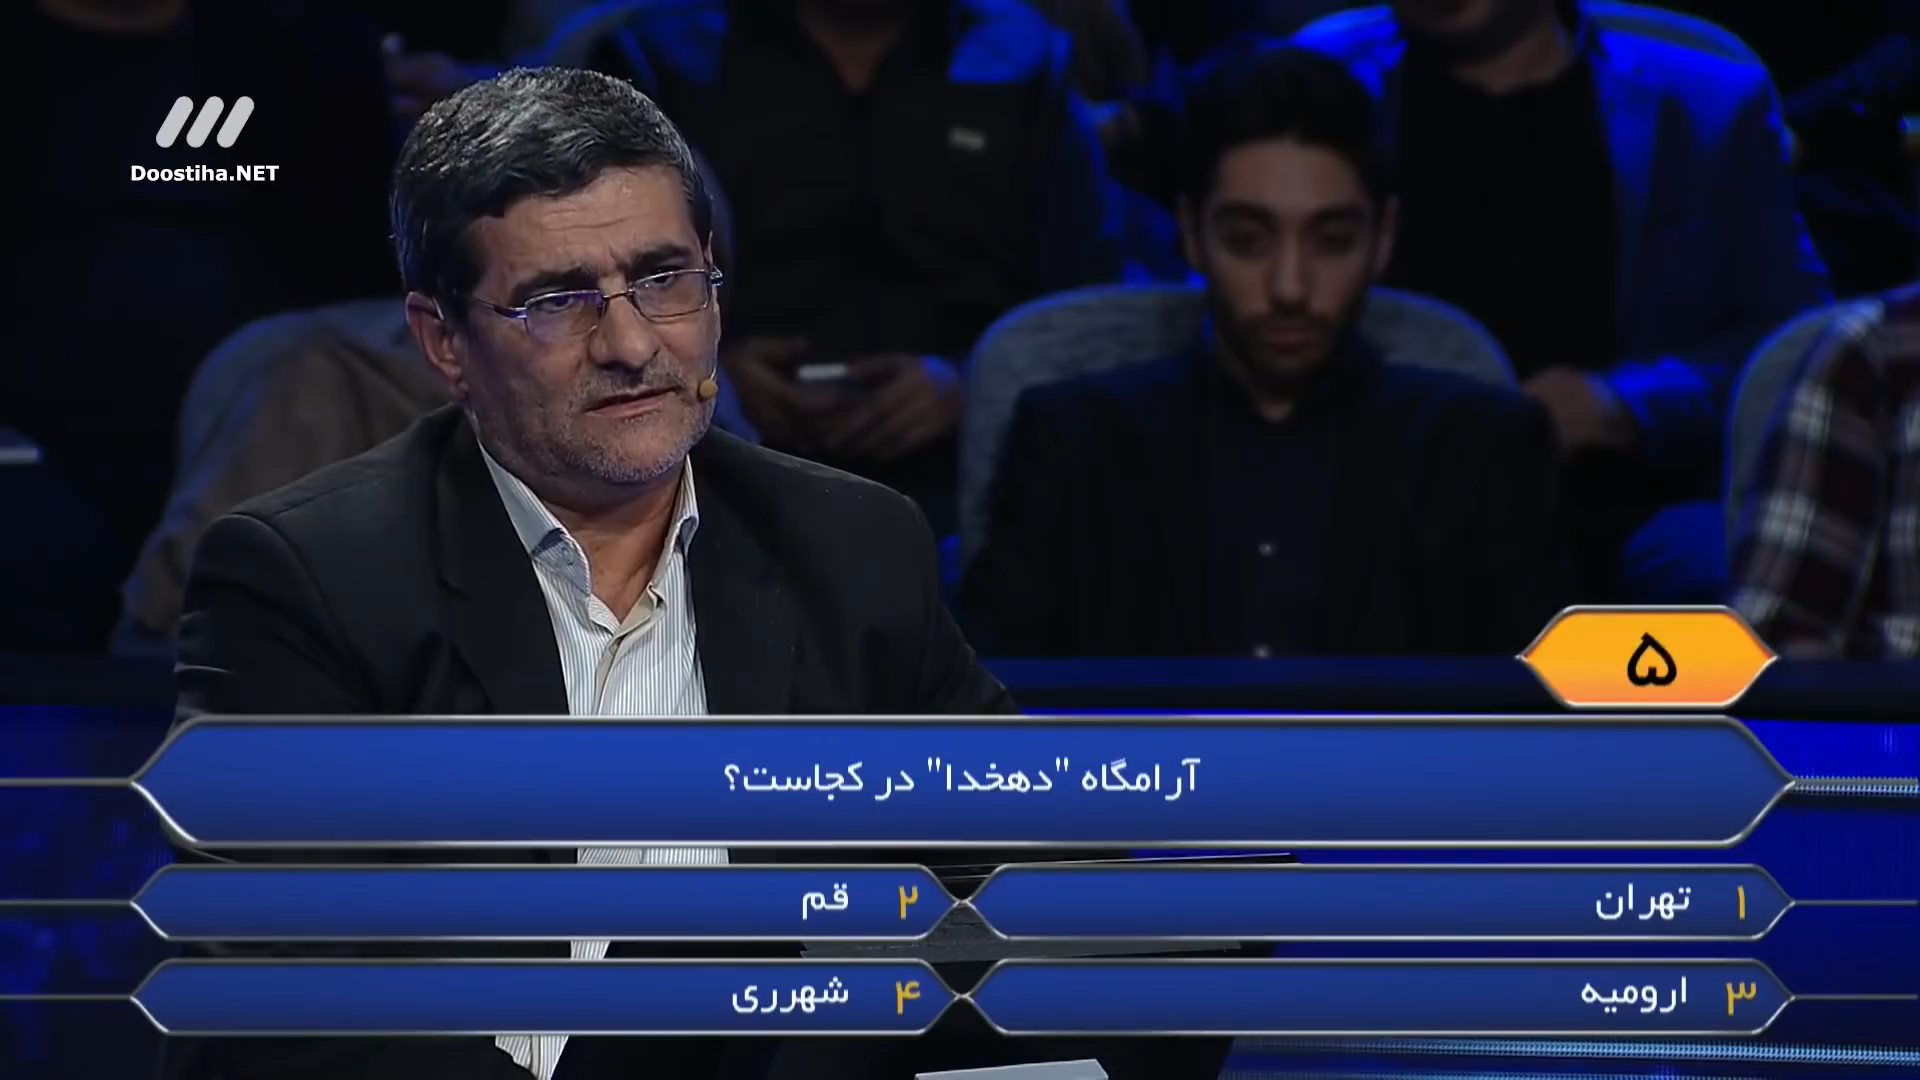 Doostiha.NET
۵
آرامگاه "دهخدا" در کجاست؟
۱ تهران
۲ قم
۳ ارومیه
۴ شهرری